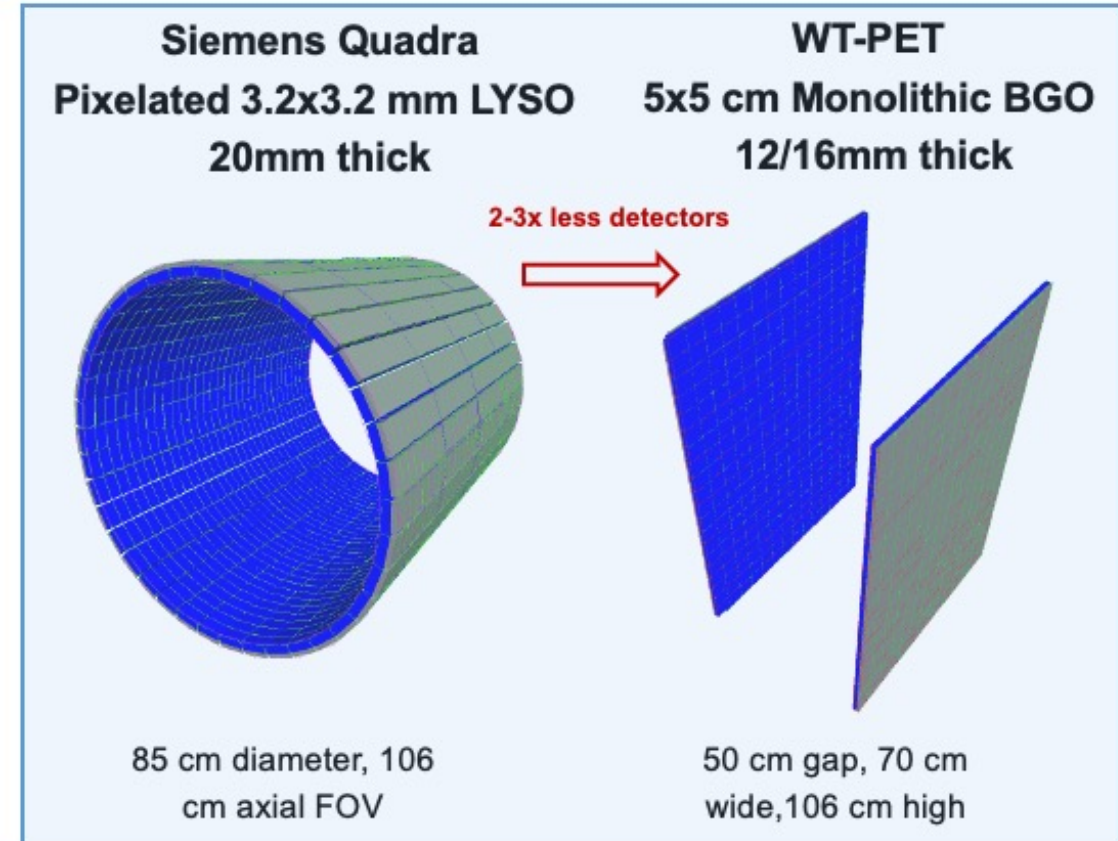 Siemens Quadra
Pixelated 3.2x3.2 mm LYSO
20mm thick
WT-PET
5x5 cm Monolithic BGO
12/16mm thick
2-3x less detectors
85 cm diameter, 106
cm axial FOV
50 cm gap, 70 cm
wide,106 cm high